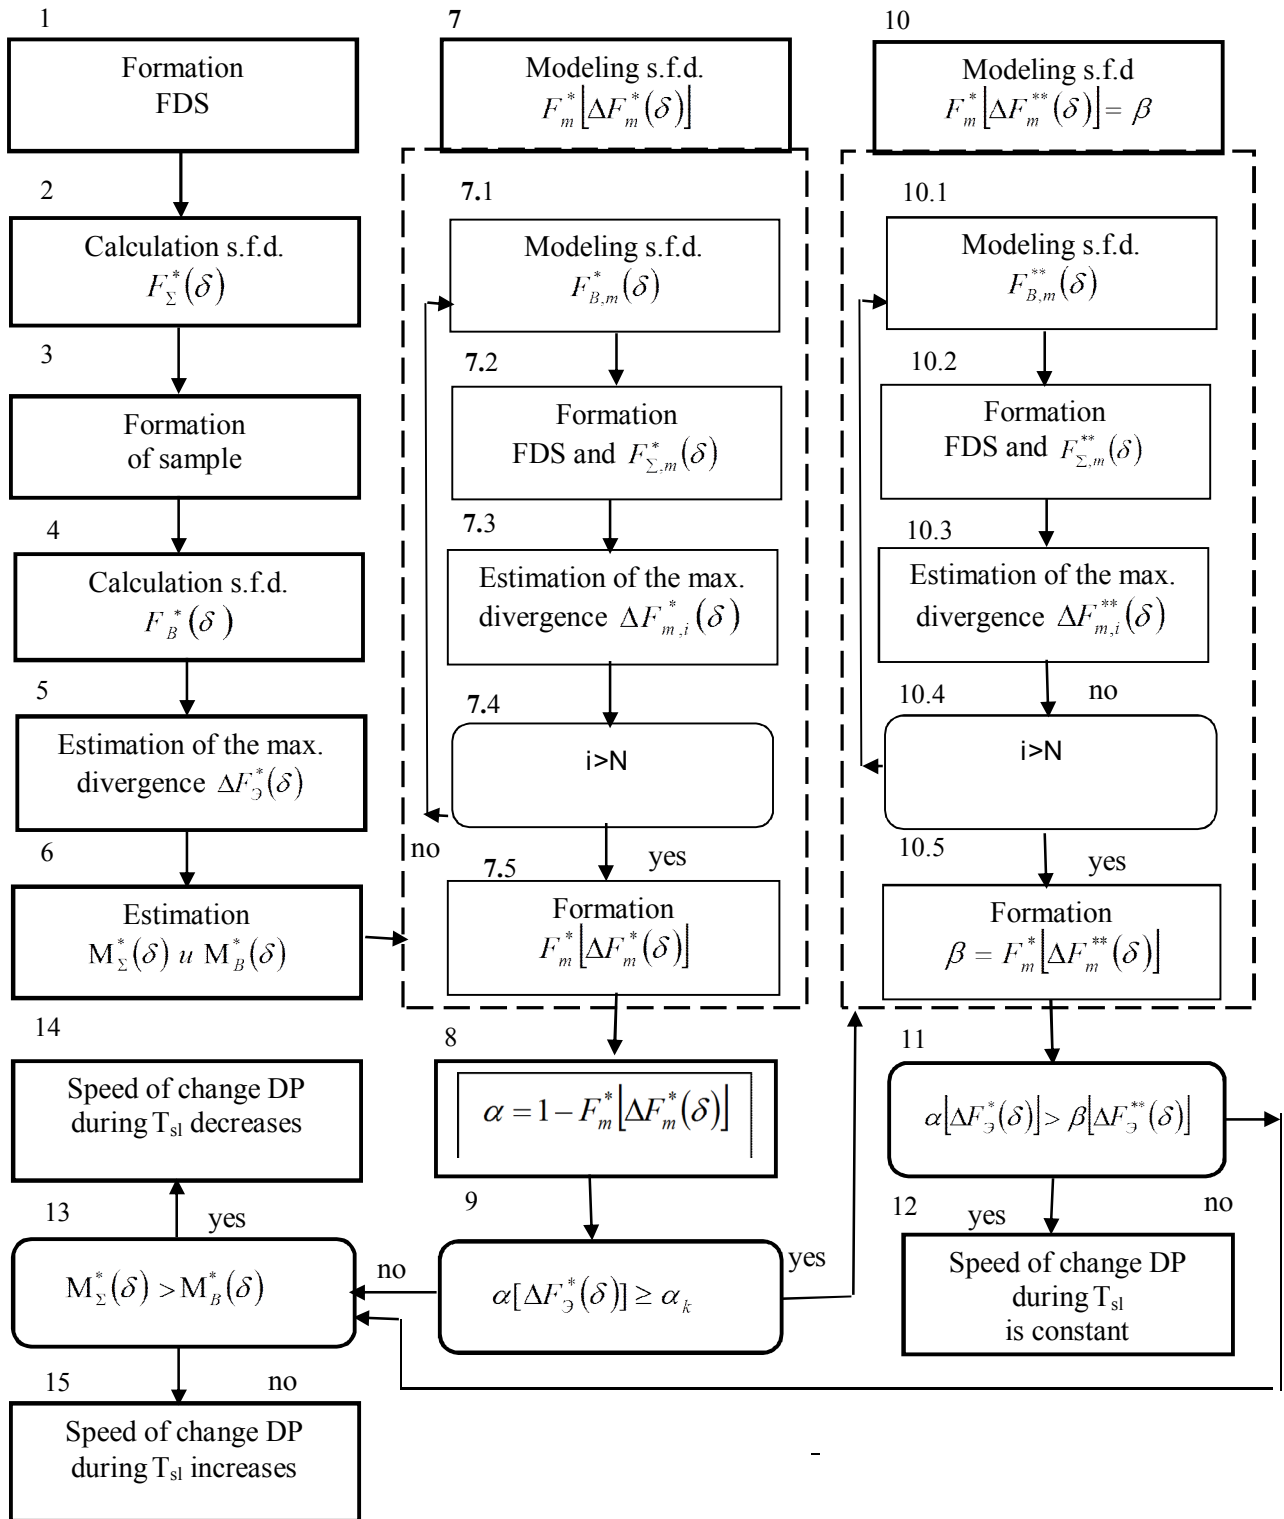 1
Formation
FDS
2
Calculation s.f.d.
F*Σ(δ)
3
Formation
of sample
4
Calculation s.f.d.
F*B(δ)
5
Estimation of the max.
divergence ΔF*Э(δ)
6
Estimation
M*Σ(δ) и M*B(δ)
7
Modeling s.f.d.
F*m⌊ΔF*m(δ)⌋
7.1
Modeling s.f.d.
F*B,m(δ)
7.2
Formation
FDS and F*Σ,m(δ)
7.3
Estimation of the max.
divergence ΔF*m,i(δ)
7.4
i>N
no
yes
7.5
Formation
F*m⌊ΔF*m(δ)⌋
8
α = 1 – F*m⌊ΔF*m(δ)⌋
9
α[ΔF*Э(δ)] ≥ αk
no
yes
10
Modeling s.f.d
F*m⌊ΔF**m(δ)⌋ = β
10.1
Modeling s.f.d.
F**B,m(δ)
10.2
Formation
FDS and F**Σ,m(δ)
10.3
Estimation of the max.
divergence ΔF**m,i(δ)
10.4
no
i>N
10.5
yes
Formation
β = F*m⌊ΔF**m(δ)⌋
11
α⌊ΔF*Э(δ)⌋ > β⌊ΔF**Э(δ)⌋
12
yes
no
Speed of change DP
during Tsl
is constant
13
M*Σ(δ) > M*B(δ)
yes
14
Speed of change DP
during Tsl decreases
15
no
Speed of change DP
during Tsl increases